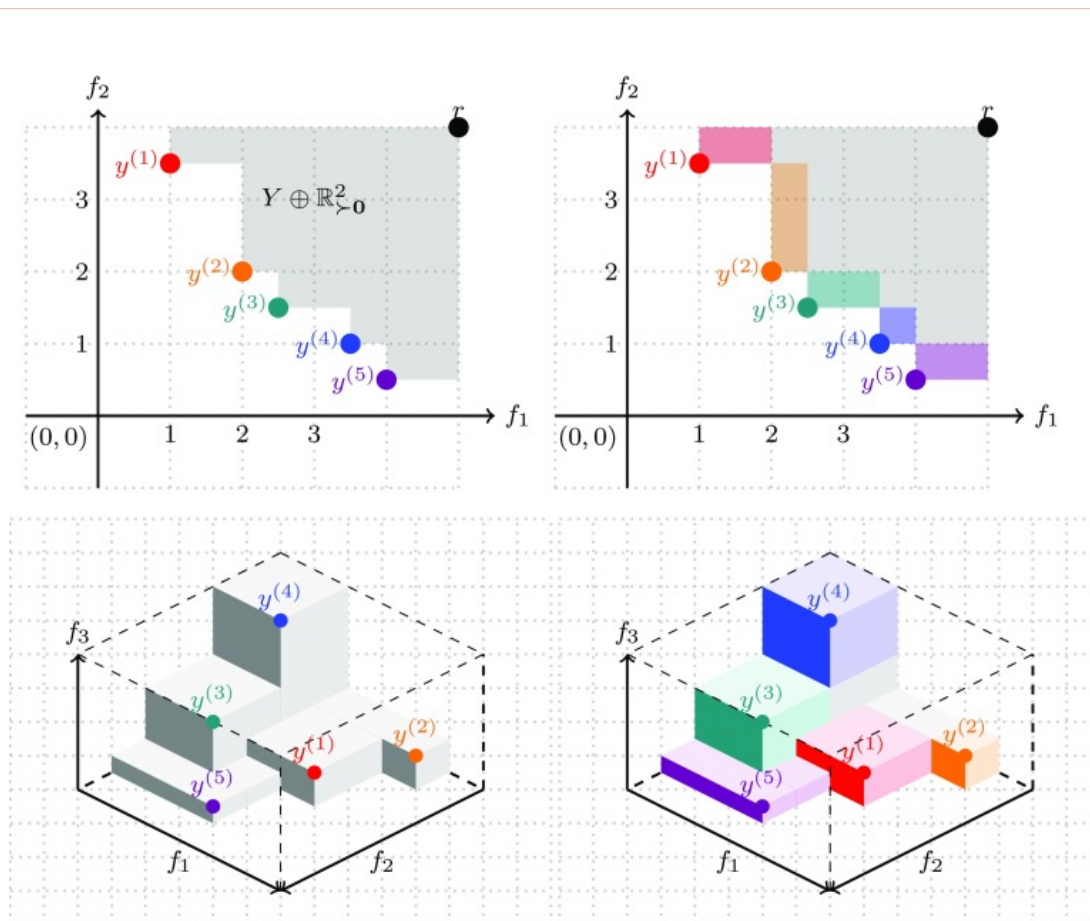 f₂
f₂
r
r
y⁽¹⁾
y⁽¹⁾
3
Y ⊕ ℝ²≻𝟎
3
2
y⁽²⁾
2
y⁽²⁾
y⁽³⁾
y⁽³⁾
1
y⁽⁴⁾
1
y⁽⁴⁾
y⁽⁵⁾
y⁽⁵⁾
f₁
f₁
(0, 0)
1
2
3
(0, 0)
1
2
3
y⁽⁴⁾
y⁽⁴⁾
f₃
f₃
y⁽³⁾
y⁽³⁾
y⁽²⁾
y⁽²⁾
y⁽¹⁾
y⁽¹⁾
y⁽⁵⁾
y⁽⁵⁾
f₁
f₂
f₁
f₂